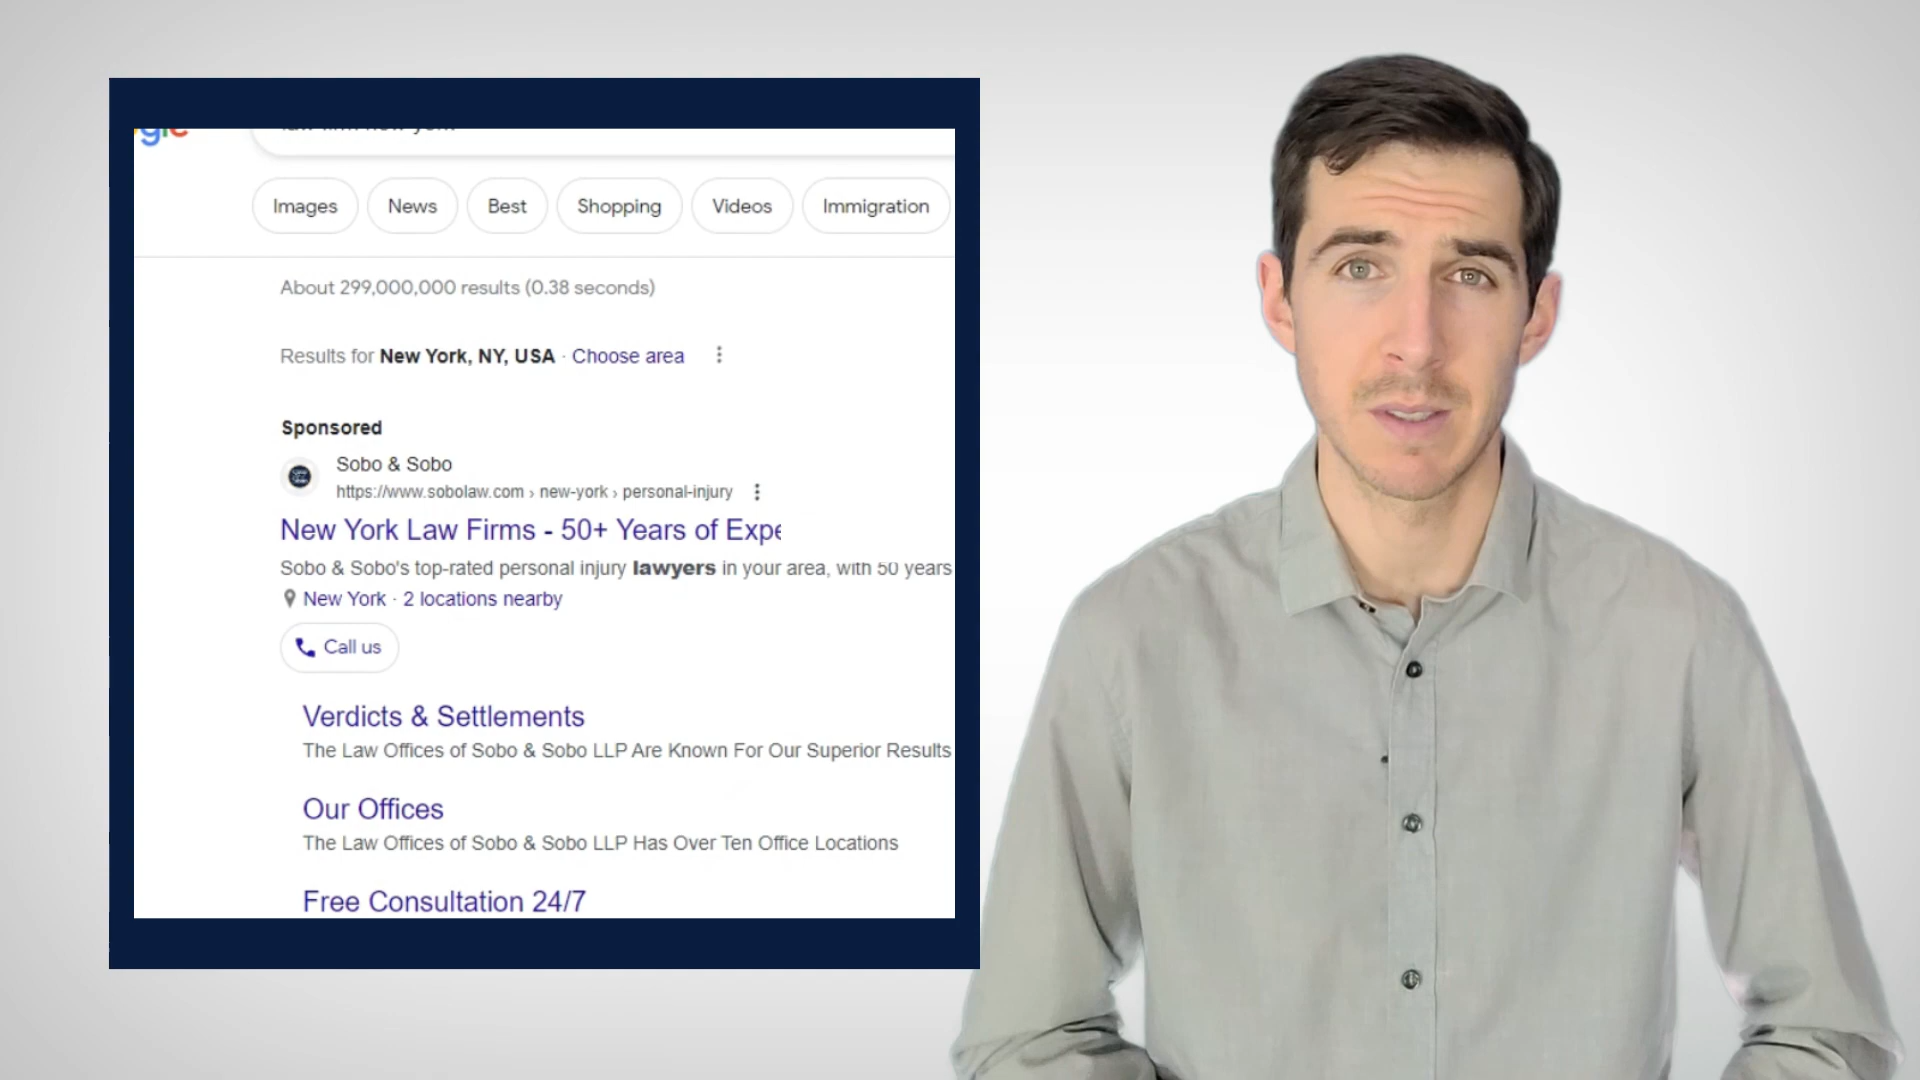 Images News Best Shopping Videos Immigration
About 299,000,000 results (0.38 seconds)
Results for New York, NY, USA · Choose area
Sponsored
Sobo & Sobo
https://www.sobolaw.com › new-york › personal-injury
New York Law Firms - 50+ Years of Expe
Sobo & Sobo's top-rated personal injury lawyers in your area, with 50 years
New York · 2 locations nearby
Call us
Verdicts & Settlements
The Law Offices of Sobo & Sobo LLP Are Known For Our Superior Results
Our Offices
The Law Offices of Sobo & Sobo LLP Has Over Ten Office Locations
Free Consultation 24/7